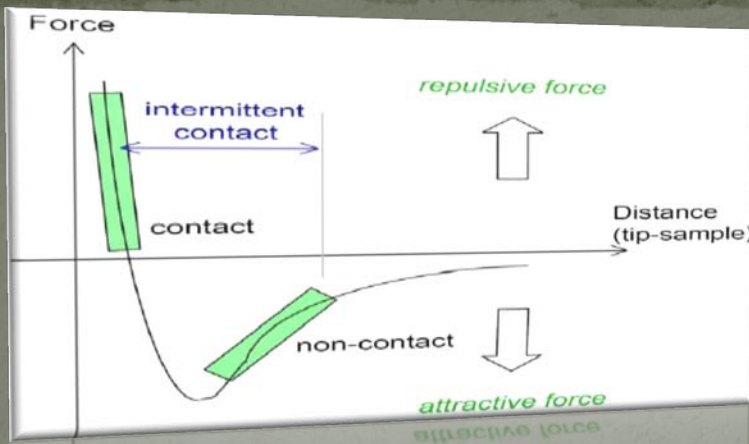 Force
repulsive force
intermittent
contact
contact
Distance
(tip-sample)
non-contact
attractive force